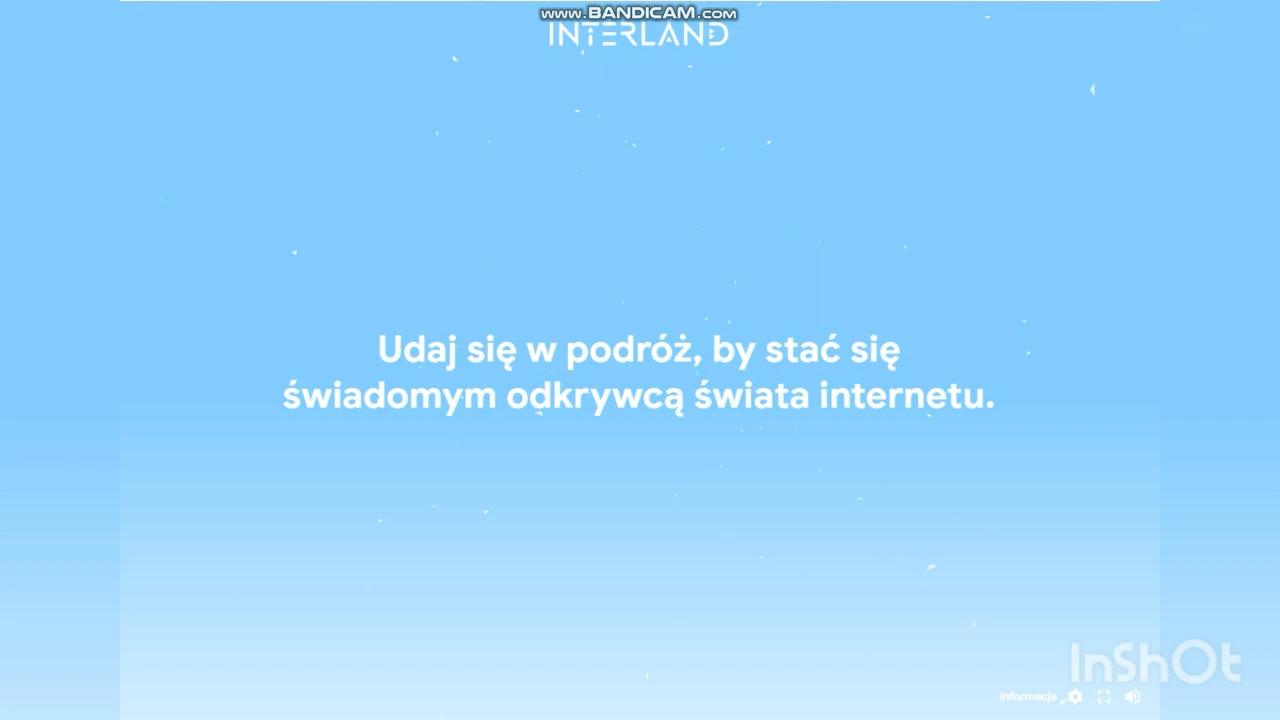 www.BANDICAM.com
INTERLAND
Udaj się w podróż, by stać się
świadomym odkrywcą świata internetu.
InShOt
Informacje